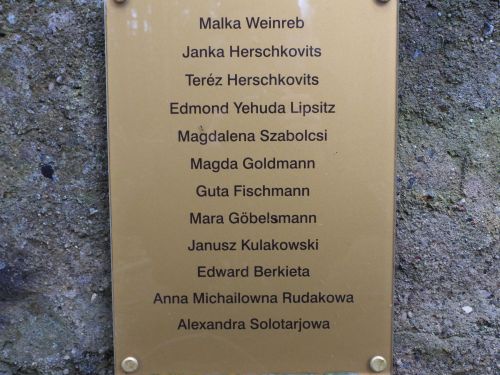 Malka Weinreb
Janka Herschkovits
Teréz Herschkovits
Edmond Yehuda Lipsitz
Magdalena Szabolcsi
Magda Goldmann
Guta Fischmann
Mara Göbelsmann
Janusz Kulakowski
Edward Berkieta
Anna Michailowna Rudakowa
Alexandra Solotarjowa